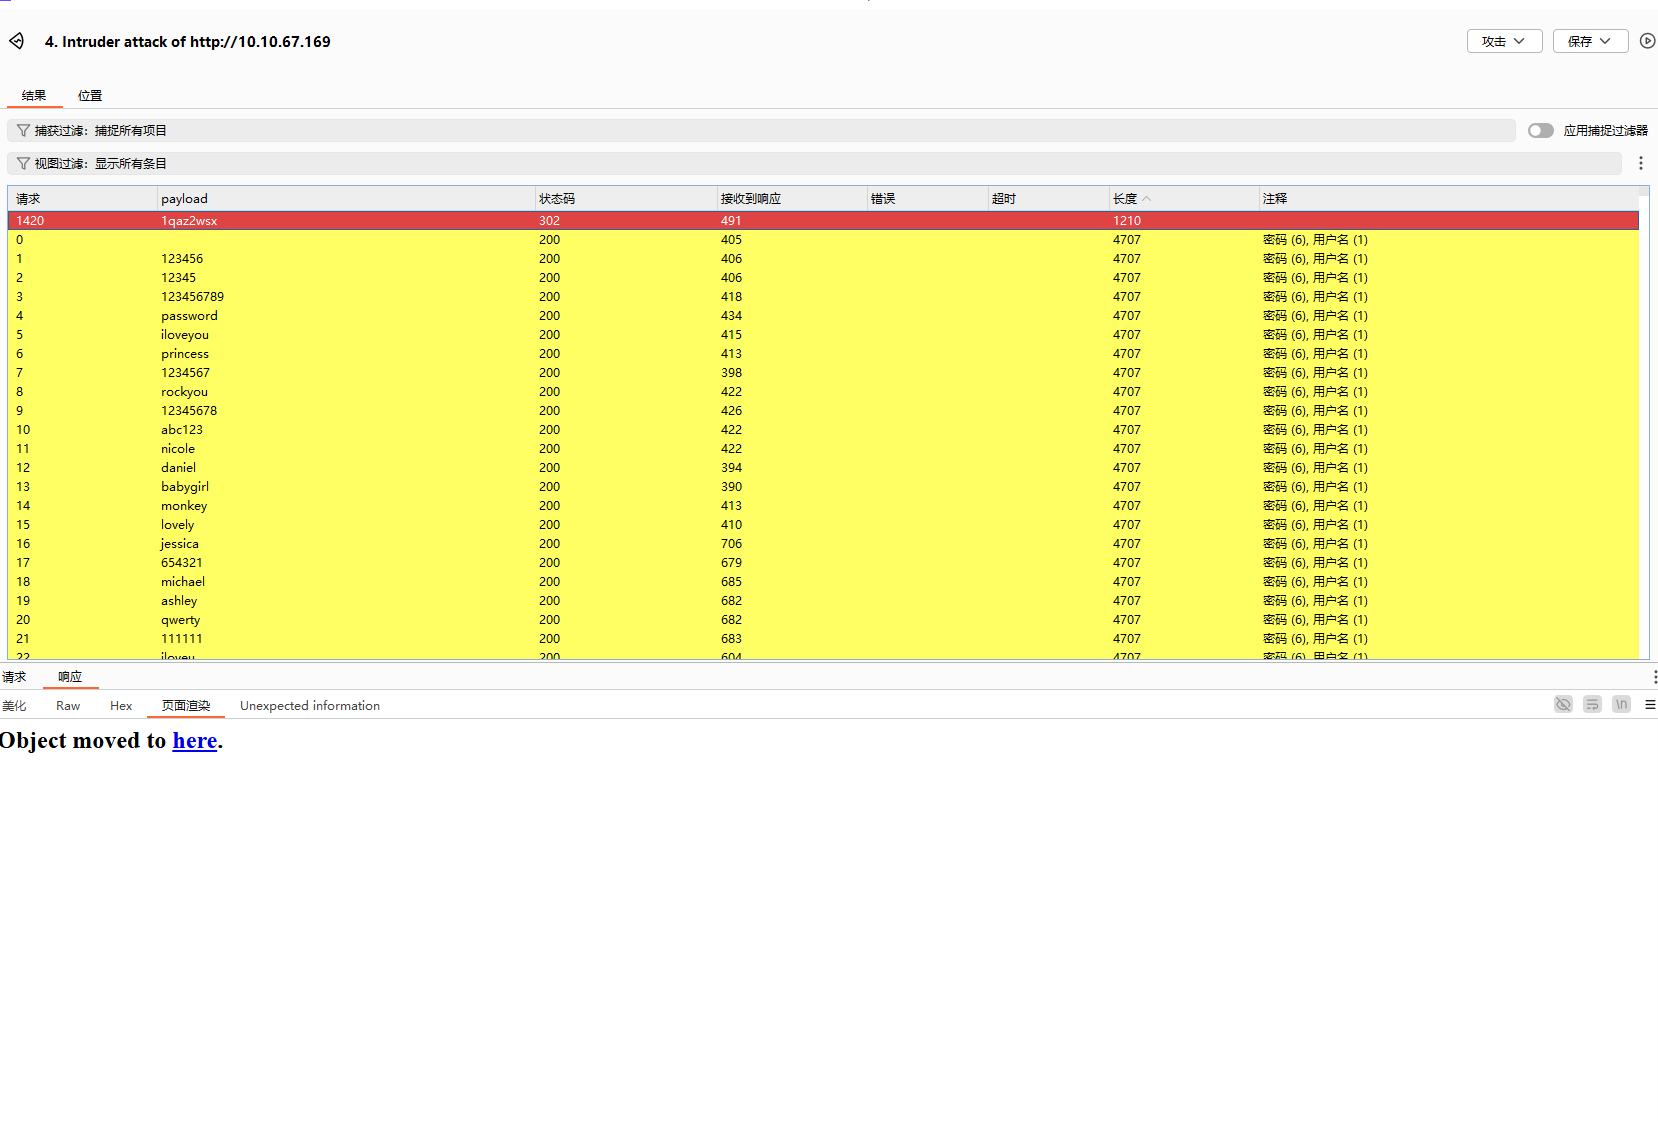 4. Intruder attack of http://10.10.67.169
攻击 保存
结果 位置
捕获过滤：捕捉所有项目 应用捕捉过滤器
视图过滤：显示所有条目
请求 payload 状态码 接收到响应 错误 超时 长度 注释
1420 1qaz2wsx 302 491 1210
0 200 405 4707 密码 (6), 用户名 (1)
1 123456 200 406 4707 密码 (6), 用户名 (1)
2 12345 200 406 4707 密码 (6), 用户名 (1)
3 123456789 200 418 4707 密码 (6), 用户名 (1)
4 password 200 434 4707 密码 (6), 用户名 (1)
5 iloveyou 200 415 4707 密码 (6), 用户名 (1)
6 princess 200 413 4707 密码 (6), 用户名 (1)
7 1234567 200 398 4707 密码 (6), 用户名 (1)
8 rockyou 200 422 4707 密码 (6), 用户名 (1)
9 12345678 200 426 4707 密码 (6), 用户名 (1)
10 abc123 200 422 4707 密码 (6), 用户名 (1)
11 nicole 200 422 4707 密码 (6), 用户名 (1)
12 daniel 200 394 4707 密码 (6), 用户名 (1)
13 babygirl 200 390 4707 密码 (6), 用户名 (1)
14 monkey 200 413 4707 密码 (6), 用户名 (1)
15 lovely 200 410 4707 密码 (6), 用户名 (1)
16 jessica 200 706 4707 密码 (6), 用户名 (1)
17 654321 200 679 4707 密码 (6), 用户名 (1)
18 michael 200 685 4707 密码 (6), 用户名 (1)
19 ashley 200 682 4707 密码 (6), 用户名 (1)
20 qwerty 200 682 4707 密码 (6), 用户名 (1)
21 111111 200 683 4707 密码 (6), 用户名 (1)
22 iloveu 200 604 4707 密码 (6), 用户名 (1)
请求 响应
美化 Raw Hex 页面渲染 Unexpected information \n
Object moved to here.